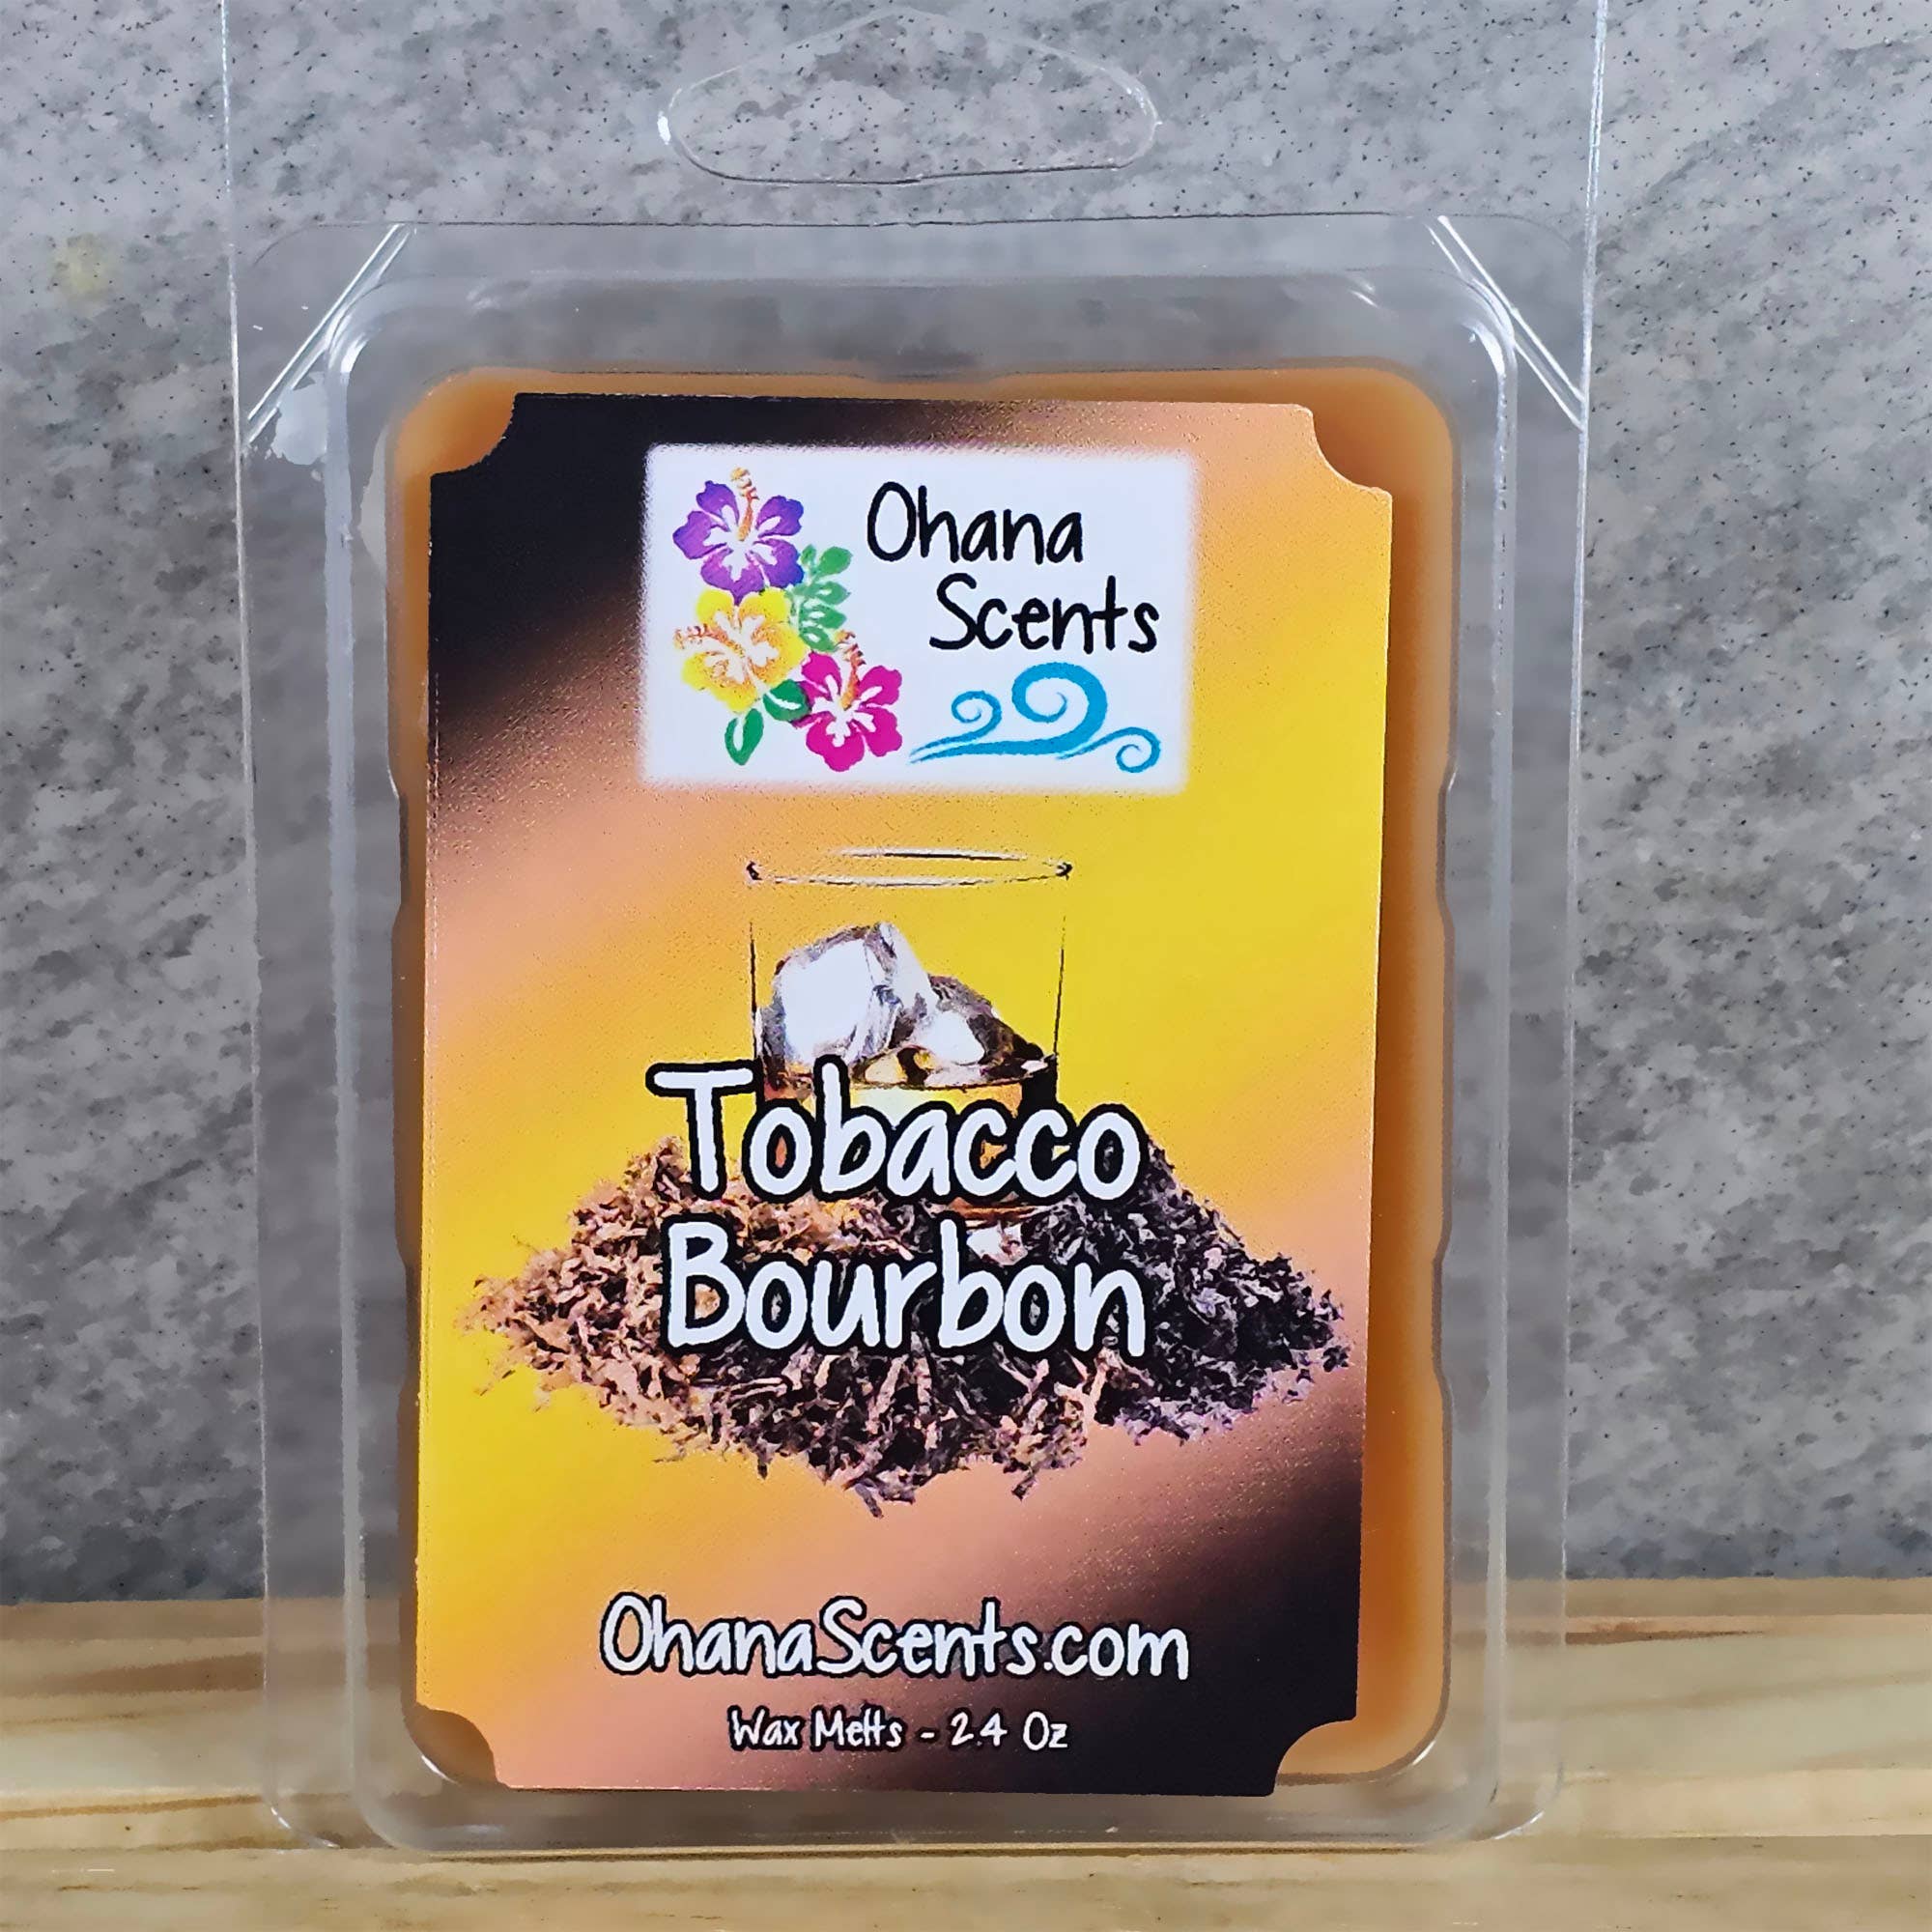 Ohana
Scents
Tobacco
Bourbon
OhanaScents.com
Wax Melts - 2.4 Oz